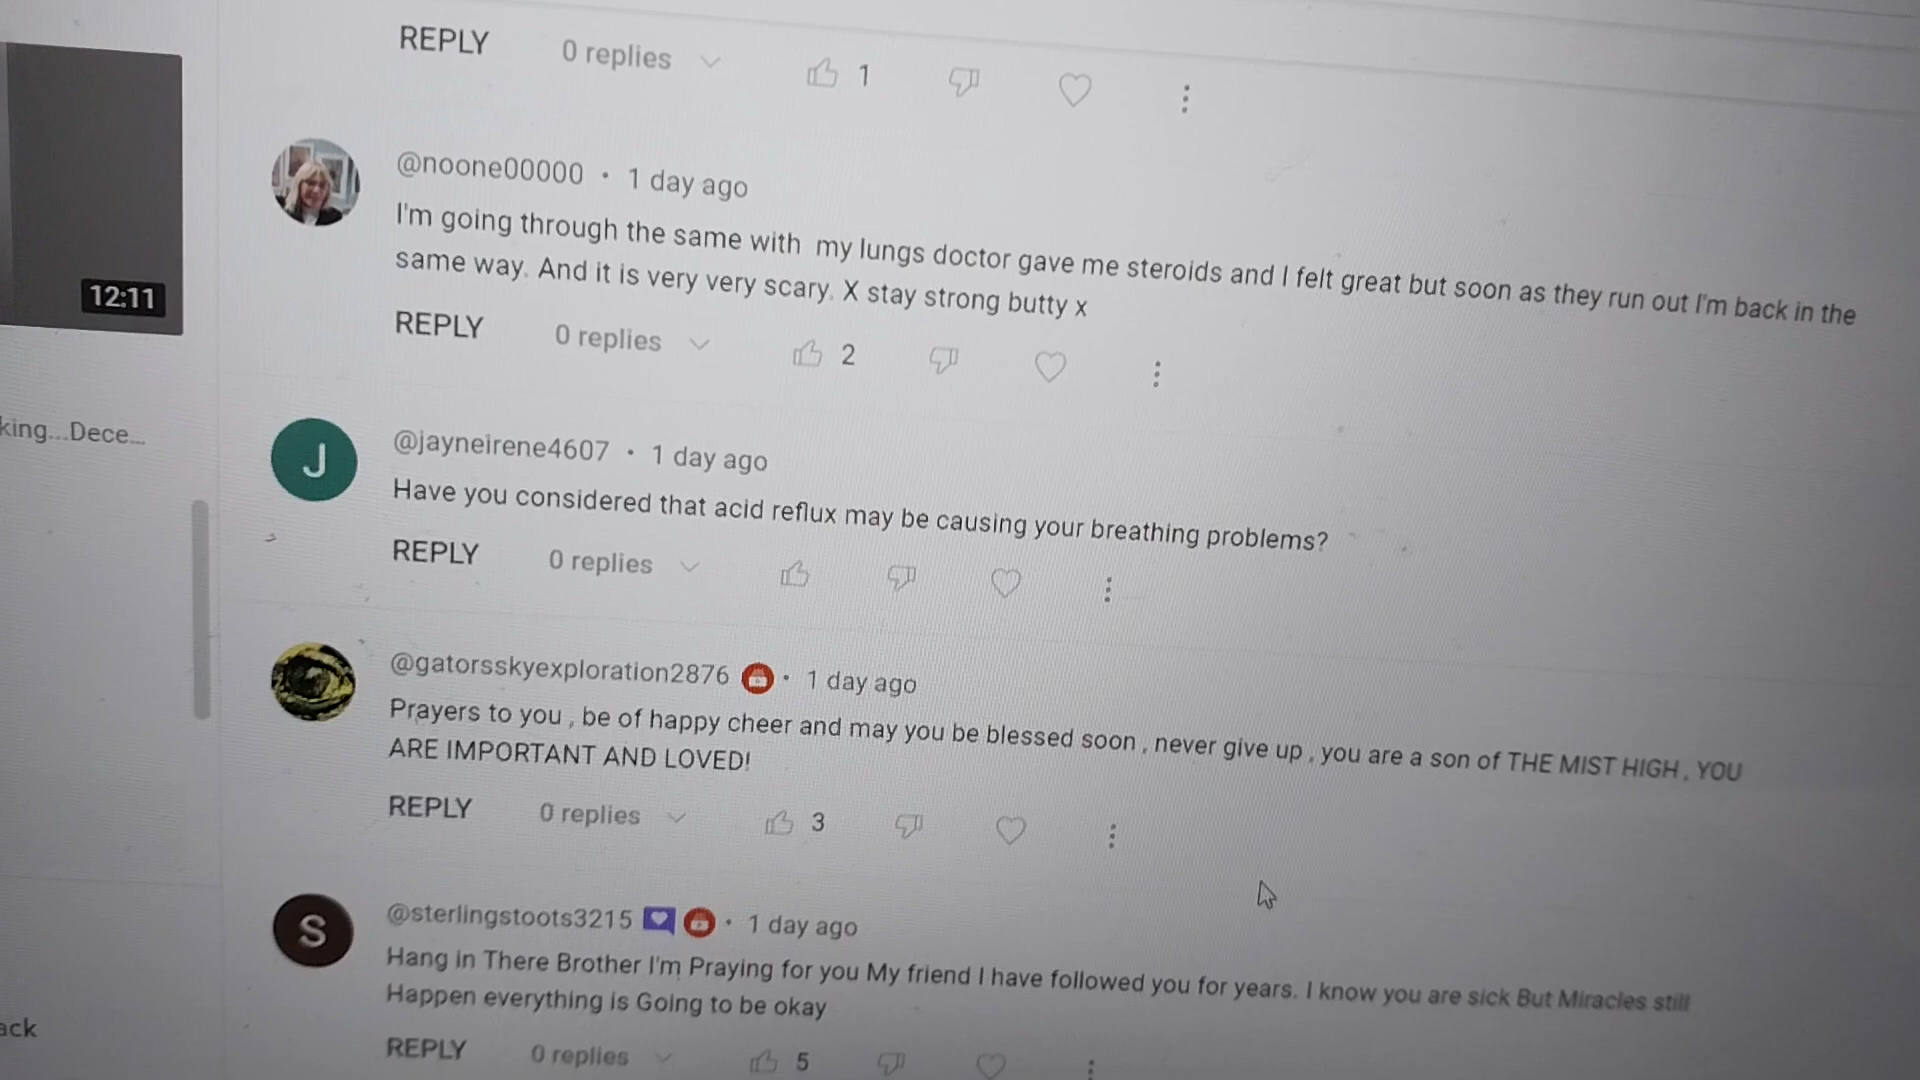 REPLY 0 replies 1
@noone00000 • 1 day ago
I'm going through the same with my lungs doctor gave me steroids and I felt great but soon as they run out I'm back in the
same way. And it is very very scary. X stay strong butty x
12:11
REPLY 0 replies 2
king...Dece...
J
@jayneirene4607 • 1 day ago
Have you considered that acid reflux may be causing your breathing problems?
REPLY 0 replies
@gatorsskyexploration2876 • 1 day ago
Prayers to you , be of happy cheer and may you be blessed soon , never give up , you are a son of THE MIST HIGH , YOU
ARE IMPORTANT AND LOVED!
REPLY 0 replies 3
S
@sterlingstoots3215 • 1 day ago
Hang in There Brother I'm Praying for you My friend I have followed you for years. I know you are sick But Miracles still
Happen everything is Going to be okay
ack
REPLY 0 replies 5